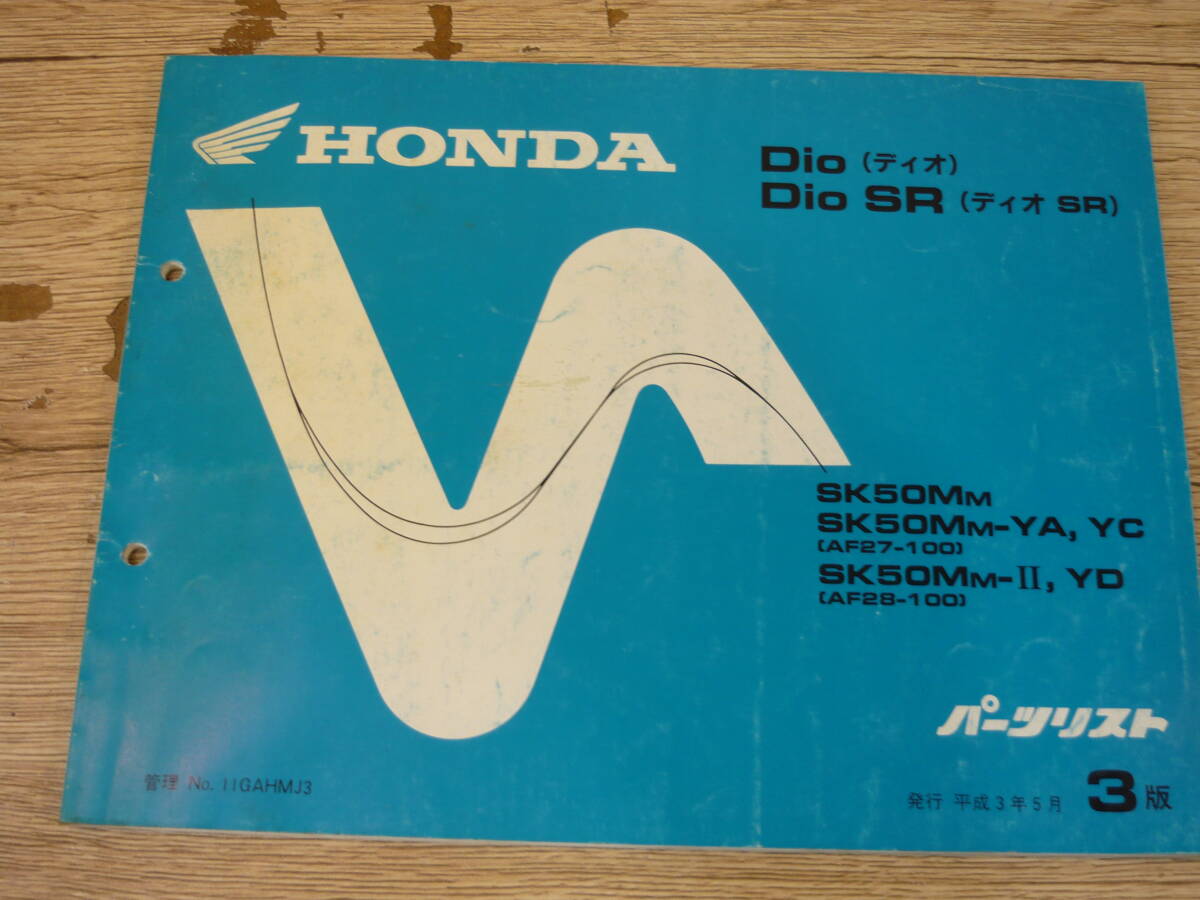 HONDA
Dio (ディオ)
Dio SR (ディオ SR)
SK50MM
SK50MM-YA, YC
(AF27-100)
SK50MM-II, YD
(AF28-100)
パーツリスト
管理 No. 11GAHMJ3
発行 平成3年5月 3版